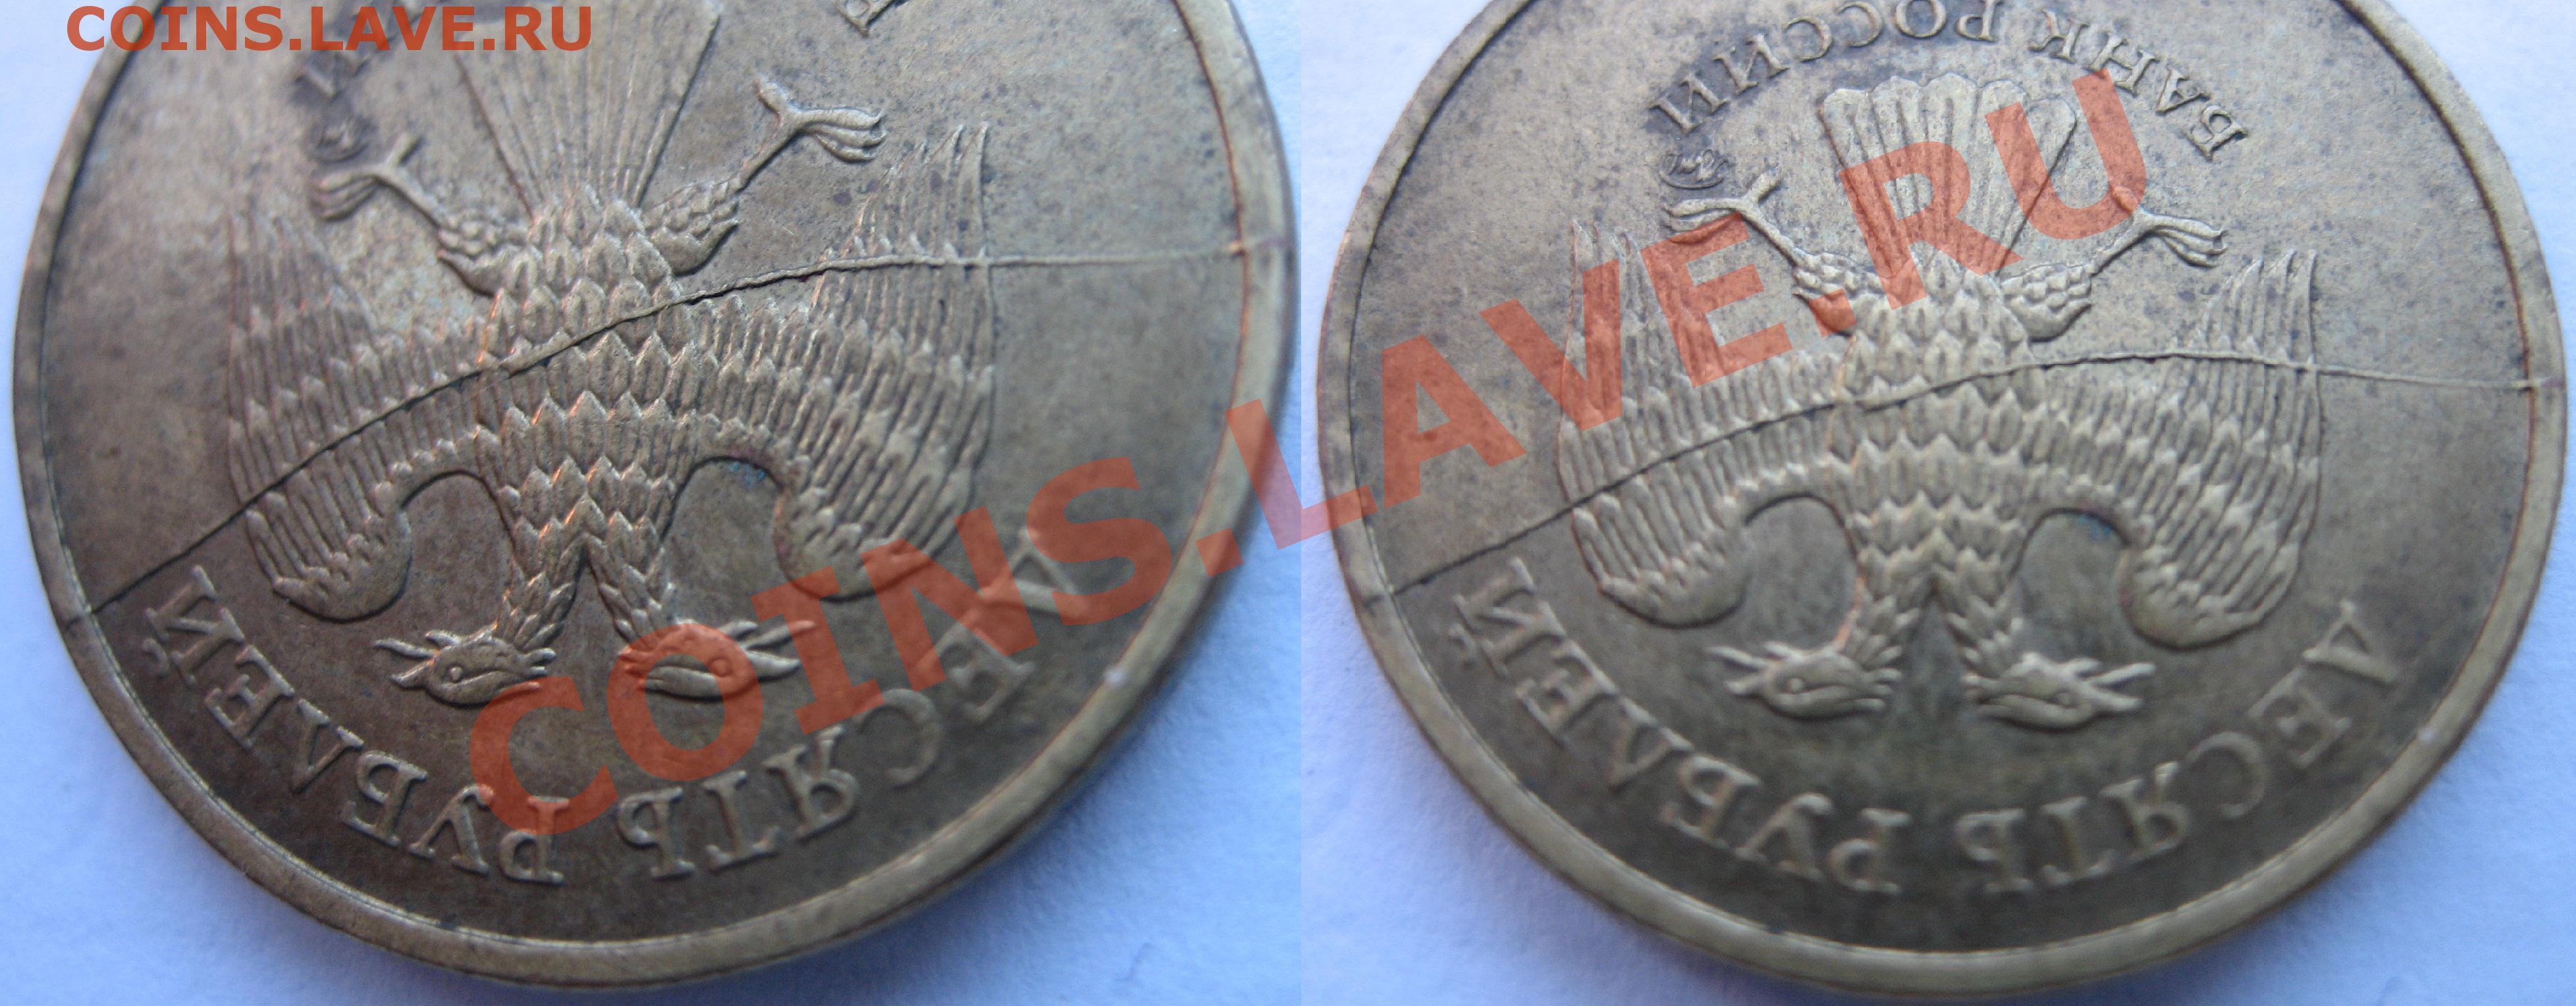 COINS.LAVE.RU
COINS.LAVE.RU
ДЕСЯТЬ РУБЛЕЙ
БАНК РОССИИ
ДЕСЯТЬ РУБЛЕЙ